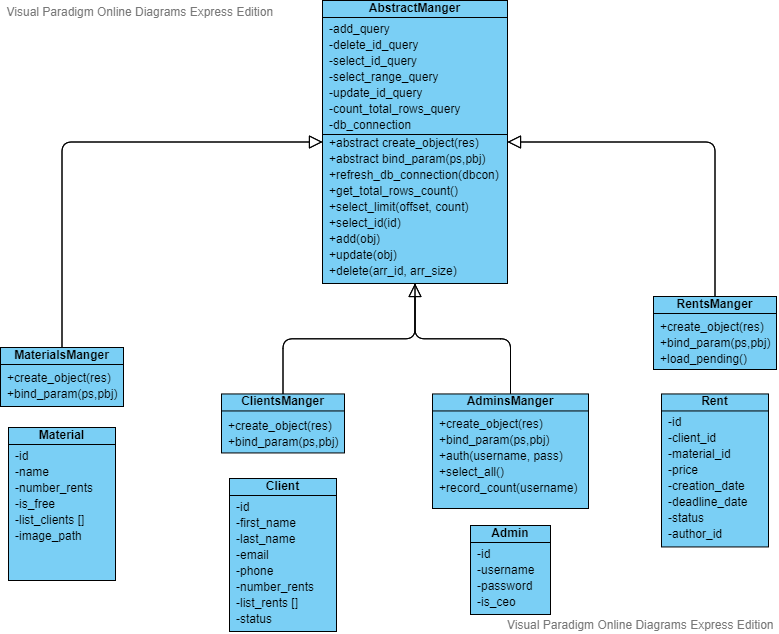 Visual Paradigm Online Diagrams Express Edition
AbstractManger
-add_query
-delete_id_query
-select_id_query
-select_range_query
-update_id_query
-count_total_rows_query
-db_connection
+abstract create_object(res)
+abstract bind_param(ps,pbj)
+refresh_db_connection(dbcon)
+get_total_rows_count()
+select_limit(offset, count)
+select_id(id)
+add(obj)
+update(obj)
+delete(arr_id, arr_size)
MaterialsManger
+create_object(res)
+bind_param(ps,pbj)
Material
-id
-name
-number_rents
-is_free
-list_clients []
-image_path
ClientsManger
+create_object(res)
+bind_param(ps,pbj)
Client
-id
-first_name
-last_name
-email
-phone
-number_rents
-list_rents []
-status
AdminsManger
+create_object(res)
+bind_param(ps,pbj)
+auth(username, pass)
+select_all()
+record_count(username)
Admin
-id
-username
-password
-is_ceo
RentsManger
+create_object(res)
+bind_param(ps,pbj)
+load_pending()
Rent
-id
-client_id
-material_id
-price
-creation_date
-deadline_date
-status
-author_id
Visual Paradigm Online Diagrams Express Edition